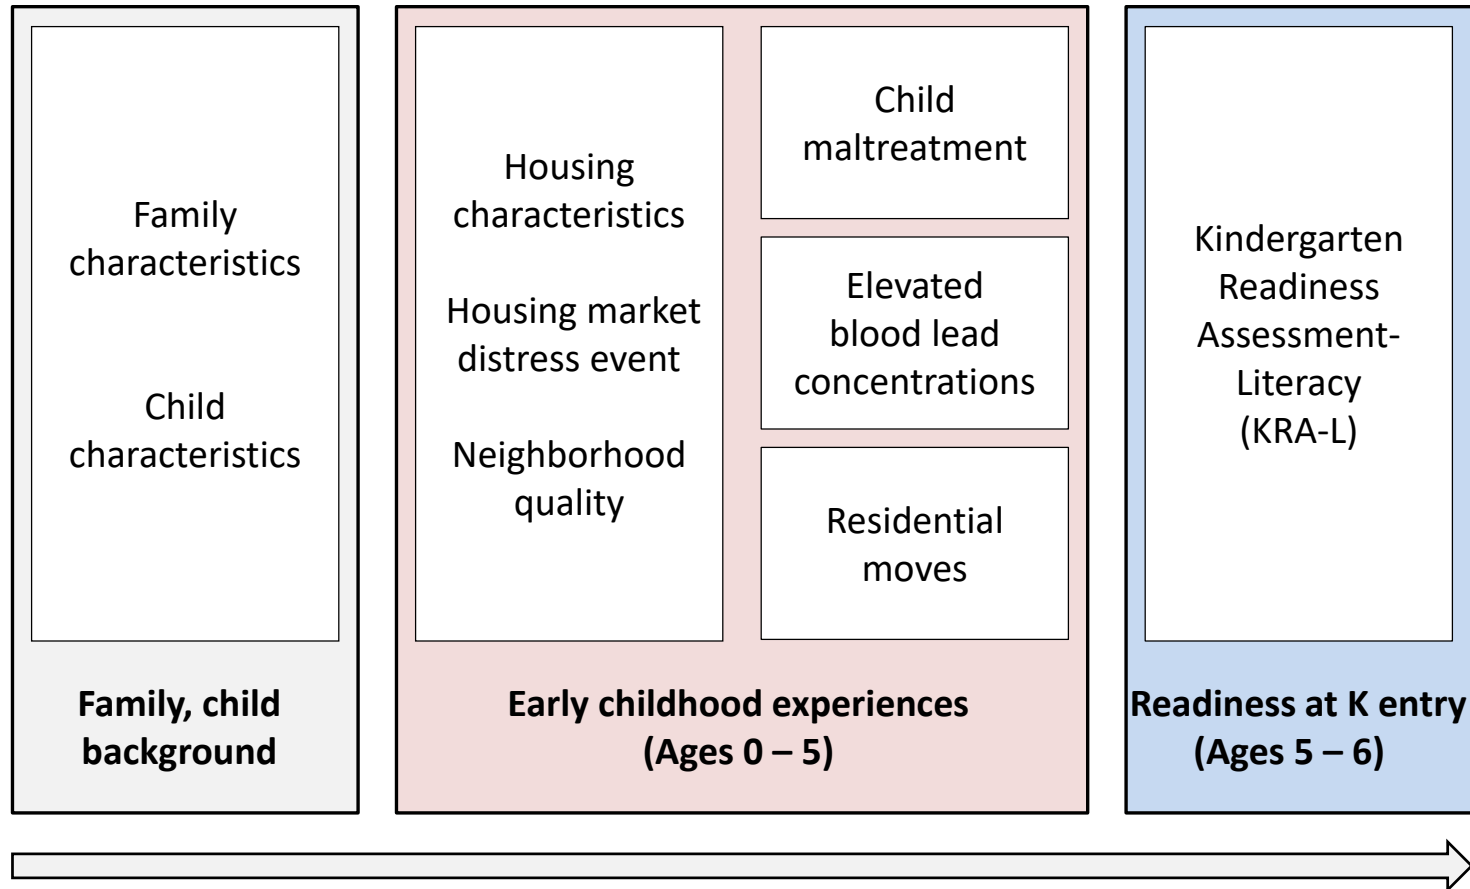 Family
characteristics
Child
characteristics
Family, child
background
Housing
characteristics
Housing market
distress event
Neighborhood
quality
Child
maltreatment
Elevated
blood lead
concentrations
Residential
moves
Early childhood experiences
(Ages 0 – 5)
Kindergarten
Readiness
Assessment-
Literacy
(KRA-L)
Readiness at K entry
(Ages 5 – 6)